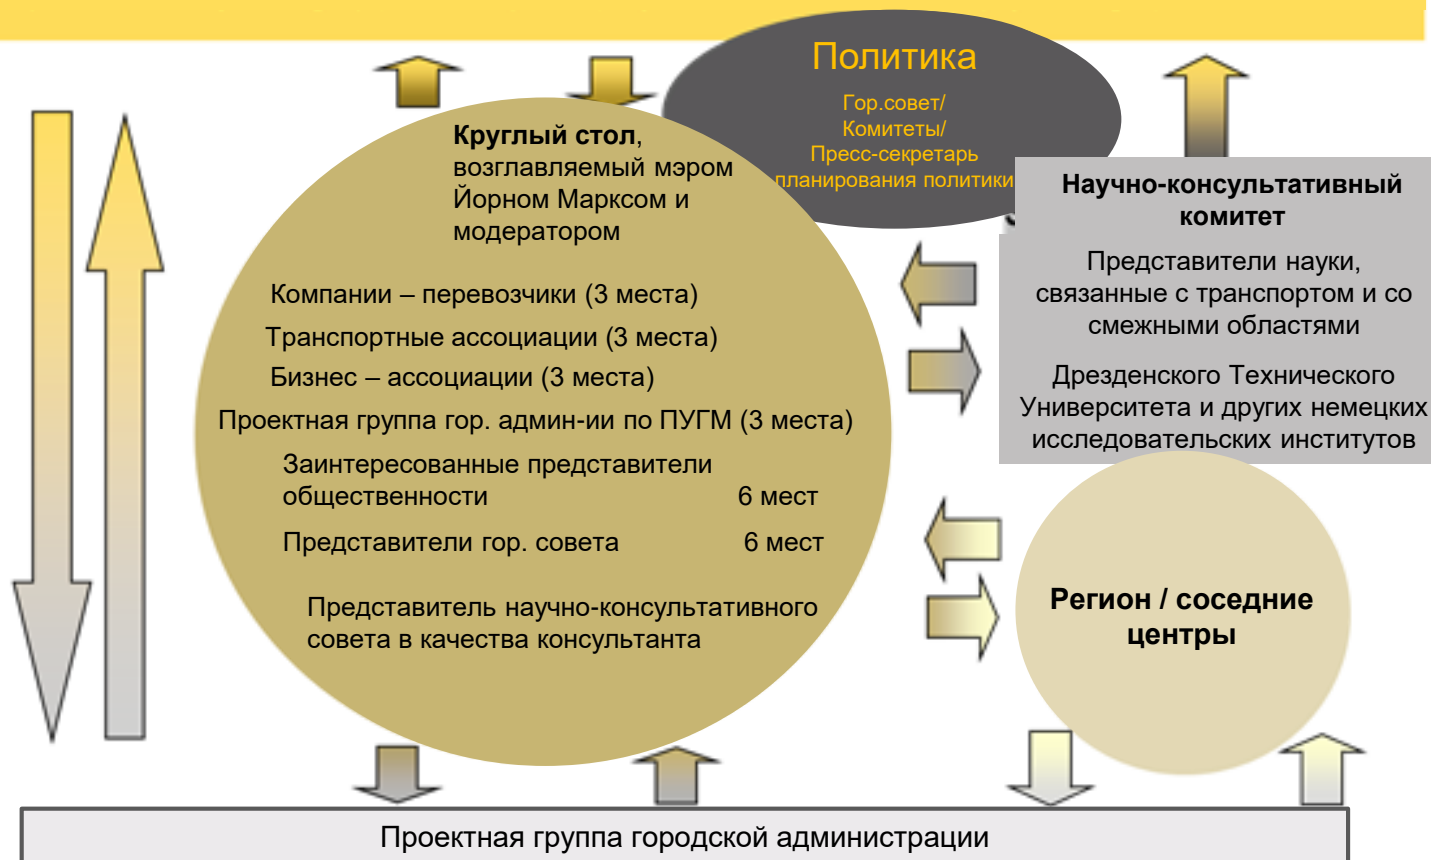 Политика
Гор.совет/
Комитеты/
Пресс-секретарь
планирования политики
Круглый стол,
возглавляемый мэром
Йорном Марксом и
модератором
Компании – перевозчики (3 места)
Транспортные ассоциации (3 места)
Бизнес – ассоциации (3 места)
Проектная группа гор. админ-ии по ПУГМ (3 места)
Заинтересованные представители
общественности 6 мест
Представители гор. совета 6 мест
Представитель научно-консультативного
совета в качества консультанта
Научно-консультативный
комитет
Представители науки,
связанные с транспортом и со
смежными областями
Дрезденского Технического
Университета и других немецких
исследовательских институтов
Регион / соседние
центры
Проектная группа городской администрации